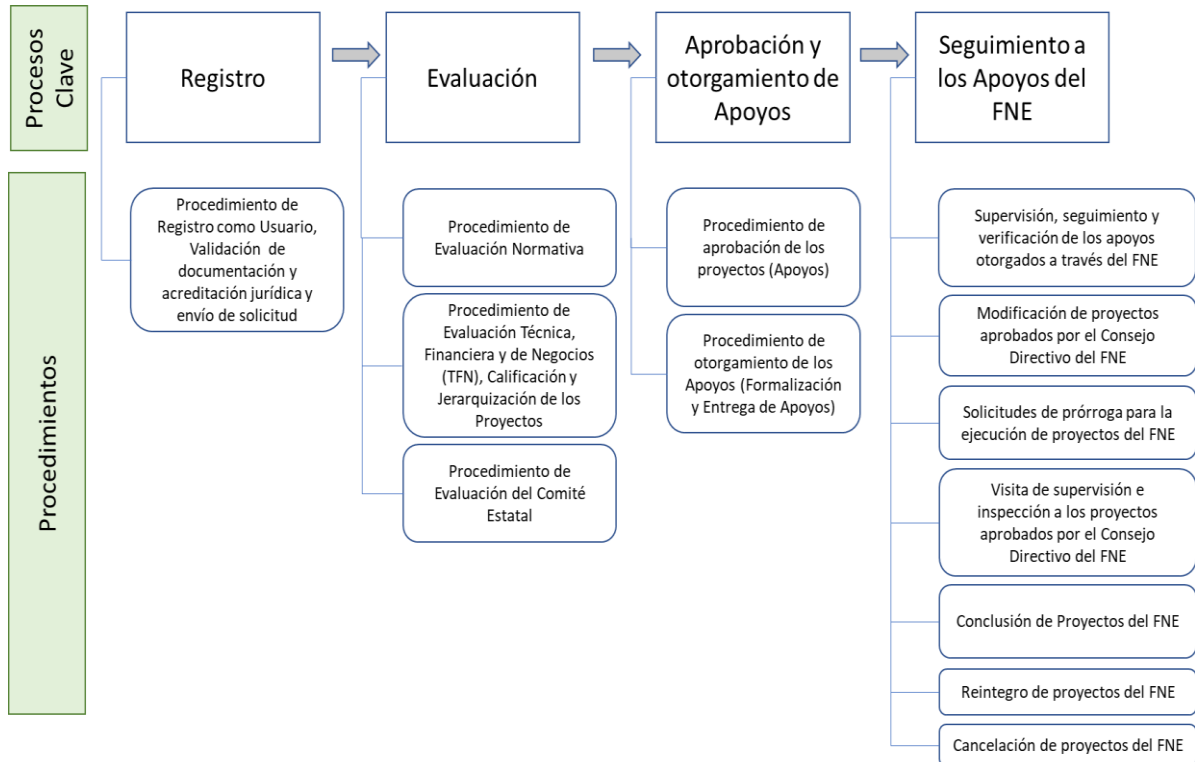 Procesos
Clave
Registro
Evaluación
Aprobación y
otorgamiento de
Apoyos
Seguimiento a
los Apoyos del
FNE
Procedimientos
Procedimiento de
Registro como Usuario,
Validación de
documentación y
acreditación jurídica y
envío de solicitud
Procedimiento de
Evaluación Normativa
Procedimiento de
Evaluación Técnica,
Financiera y de Negocios
(TFN), Calificación y
Jerarquización de los
Proyectos
Procedimiento de
Evaluación del Comité
Estatal
Procedimiento de
aprobación de los
proyectos (Apoyos)
Procedimiento de
otorgamiento de los
Apoyos (Formalización
y Entrega de Apoyos)
Supervisión, seguimiento y
verificación de los apoyos
otorgados a través del FNE
Modificación de proyectos
aprobados por el Consejo
Directivo del FNE
Solicitudes de prórroga para la
ejecución de proyectos del FNE
Visita de supervisión e
inspección a los proyectos
aprobados por el Consejo
Directivo del FNE
Conclusión de Proyectos del FNE
Reintegro de proyectos del FNE
Cancelación de proyectos del FNE